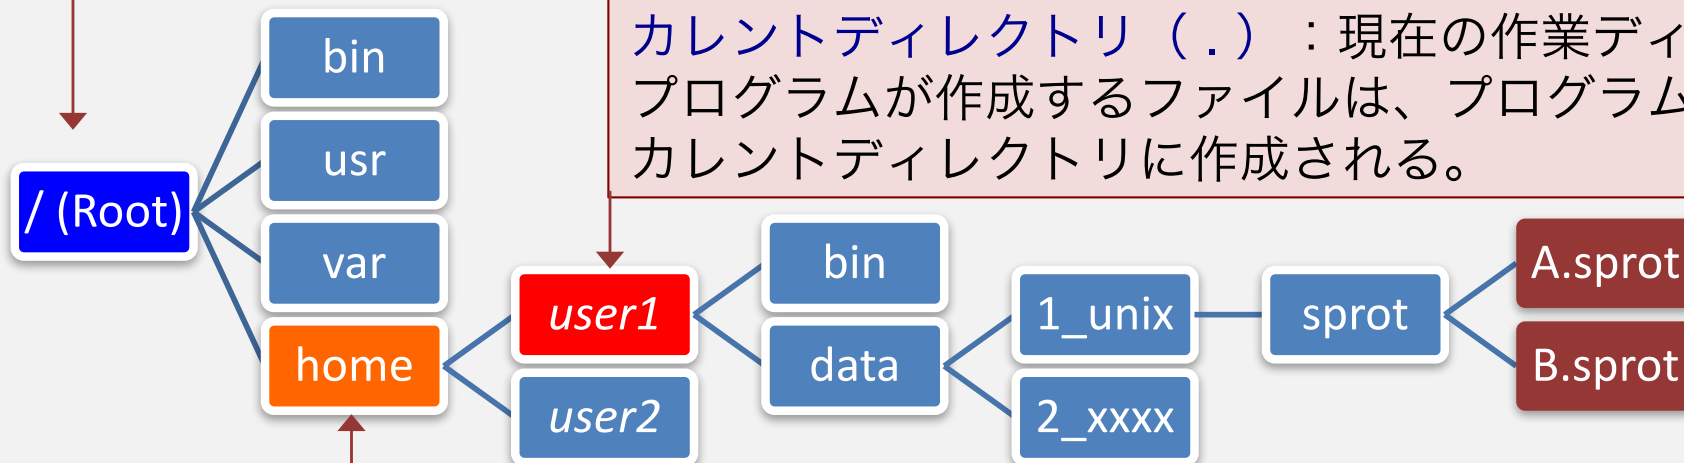 カレントディレクトリ（.）：現在の作業ディ
プログラムが作成するファイルは、プログラム
カレントディレクトリに作成される。
/ (Root)
bin
usr
var
home
user1
user2
bin
data
1_unix
2_xxxx
sprot
A.sprot
B.sprot